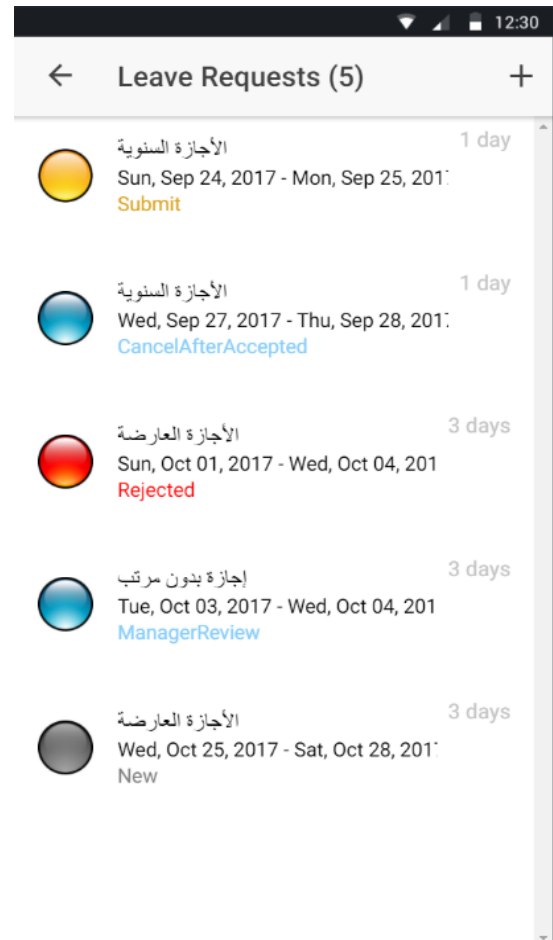 12:30
Leave Requests (5)
الأجازة السنوية
1 day
Sun, Sep 24, 2017 - Mon, Sep 25, 201
Submit
الأجازة السنوية
1 day
Wed, Sep 27, 2017 - Thu, Sep 28, 201
CancelAfterAccepted
الأجازة العارضة
3 days
Sun, Oct 01, 2017 - Wed, Oct 04, 201
Rejected
إجازة بدون مرتب
3 days
Tue, Oct 03, 2017 - Wed, Oct 04, 201
ManagerReview
الأجازة العارضة
3 days
Wed, Oct 25, 2017 - Sat, Oct 28, 201
New